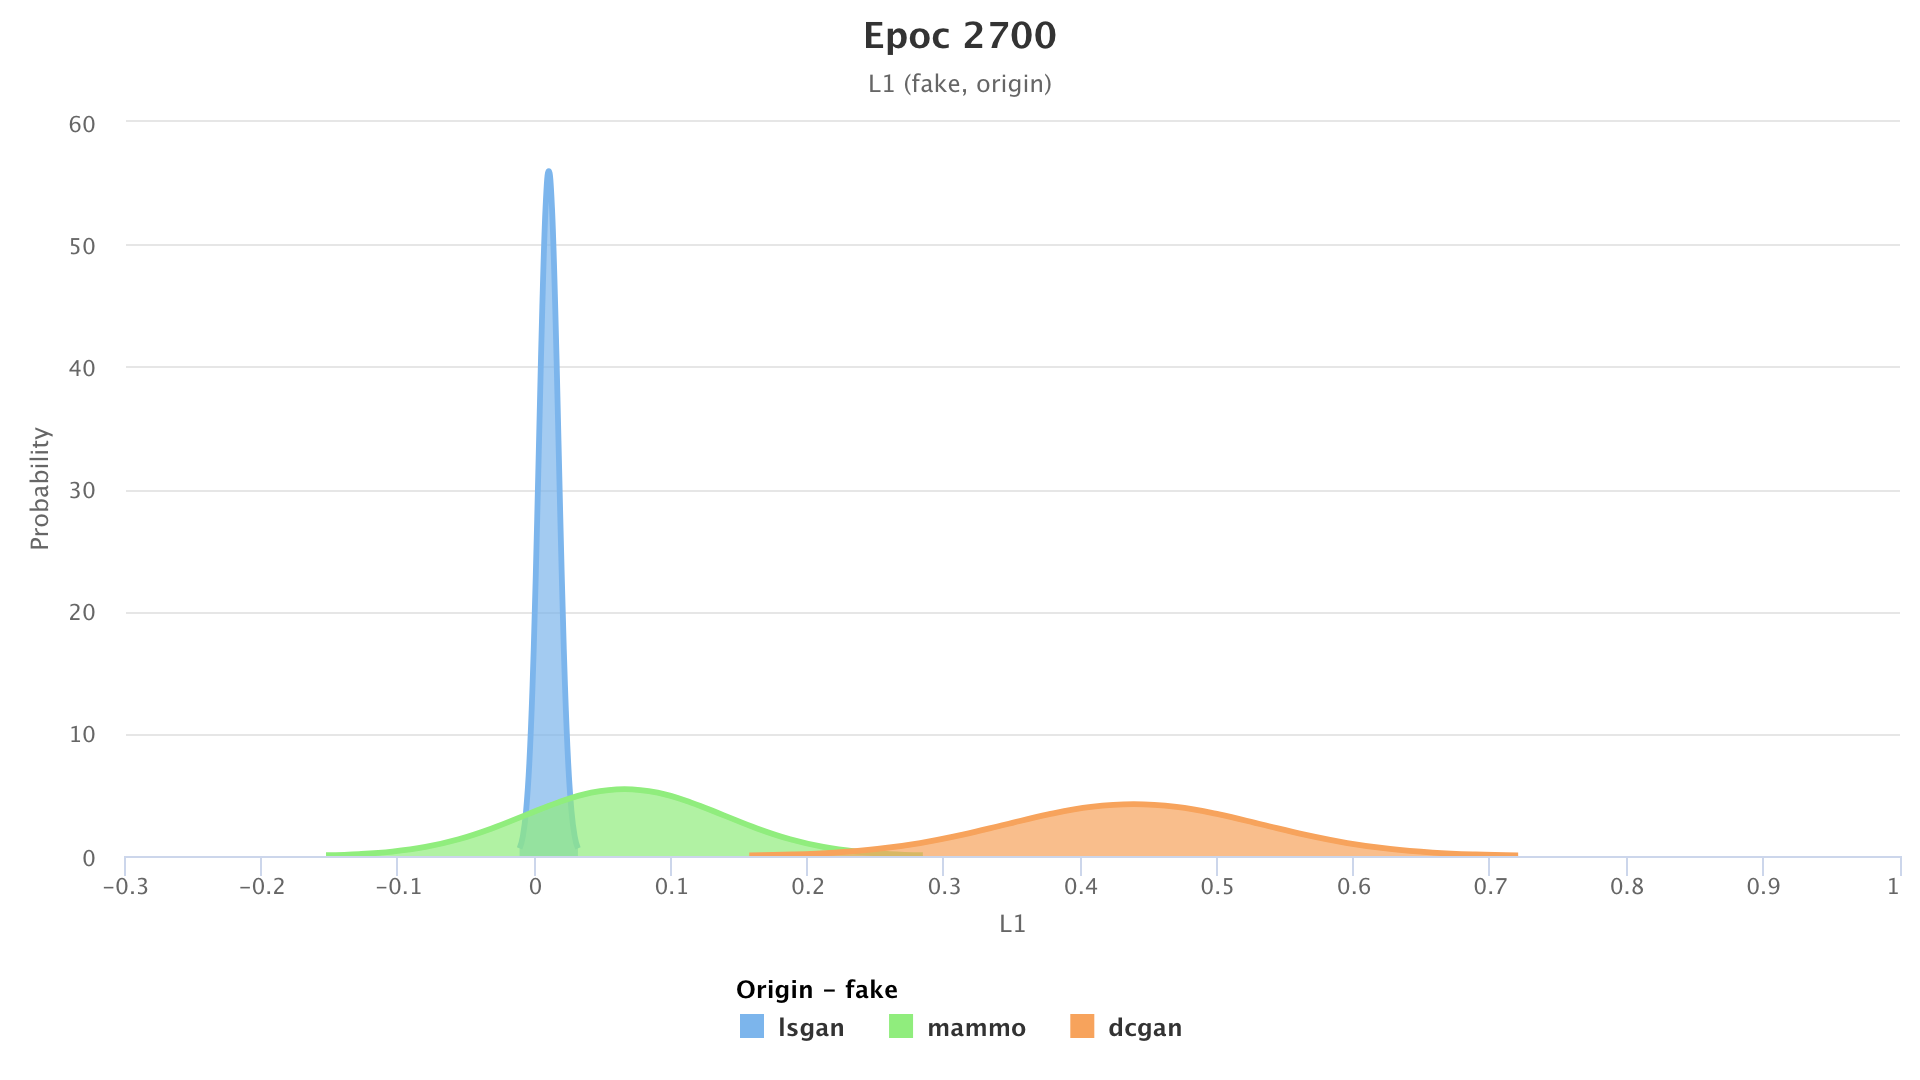 Epoc 2700
L1 (fake, origin)
60
50
40
30
20
10
0
Probability
-0.3 -0.2 -0.1 0 0.1 0.2 0.3 0.4 0.5 0.6 0.7 0.8 0.9 1
L1
Origin - fake
lsgan mammo dcgan